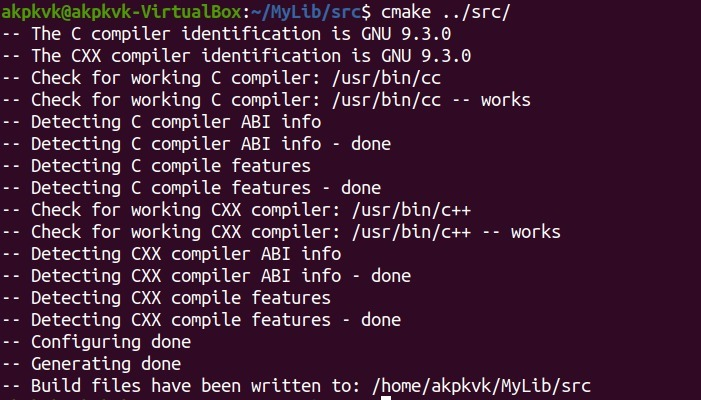 akpkvk@akpkvk-VirtualBox:~/MyLib/src$ cmake ../src/
-- The C compiler identification is GNU 9.3.0
-- The CXX compiler identification is GNU 9.3.0
-- Check for working C compiler: /usr/bin/cc
-- Check for working C compiler: /usr/bin/cc -- works
-- Detecting C compiler ABI info
-- Detecting C compiler ABI info - done
-- Detecting C compile features
-- Detecting C compile features - done
-- Check for working CXX compiler: /usr/bin/c++
-- Check for working CXX compiler: /usr/bin/c++ -- works
-- Detecting CXX compiler ABI info
-- Detecting CXX compiler ABI info - done
-- Detecting CXX compile features
-- Detecting CXX compile features - done
-- Configuring done
-- Generating done
-- Build files have been written to: /home/akpkvk/MyLib/src